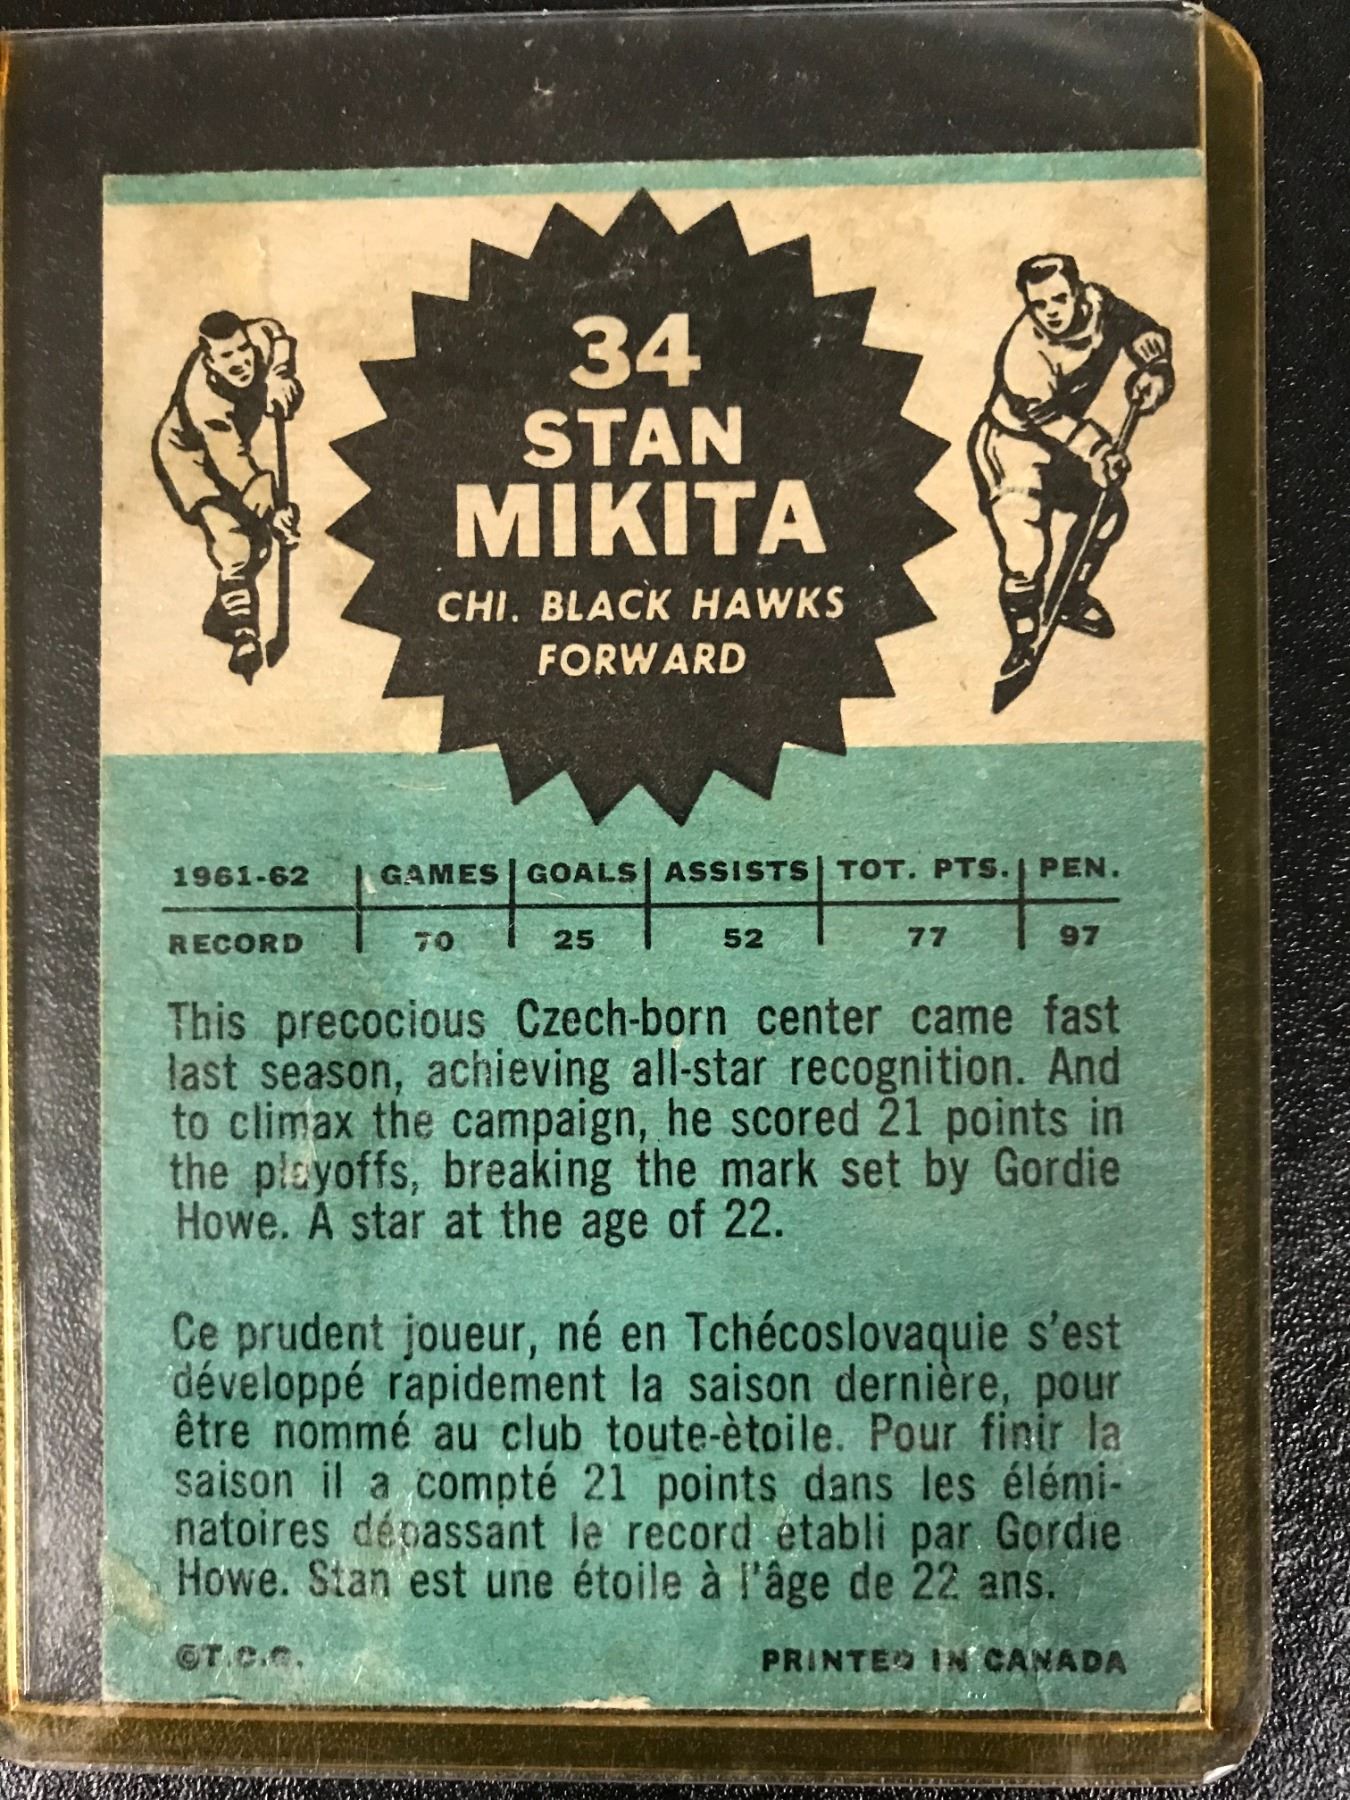 34
STAN
MIKITA
CHI. BLACK HAWKS
FORWARD
1961-62 GAMES GOALS ASSISTS TOT. PTS. PEN.
RECORD 70 25 52 77 97
This precocious Czech-born center came fast
last season, achieving all-star recognition. And
to climax the campaign, he scored 21 points in
the playoffs, breaking the mark set by Gordie
Howe. A star at the age of 22.
Ce prudent joueur, né en Tchécoslovaquie s'est
développé rapidement la saison dernière, pour
être nommé au club toute-ètoile. Pour finir la
saison il a compté 21 points dans les élémi-
natoires dépassant le record établi par Gordie
Howe. Stan est une étoile à l'âge de 22 ans.
©T.C.G. PRINTED IN CANADA